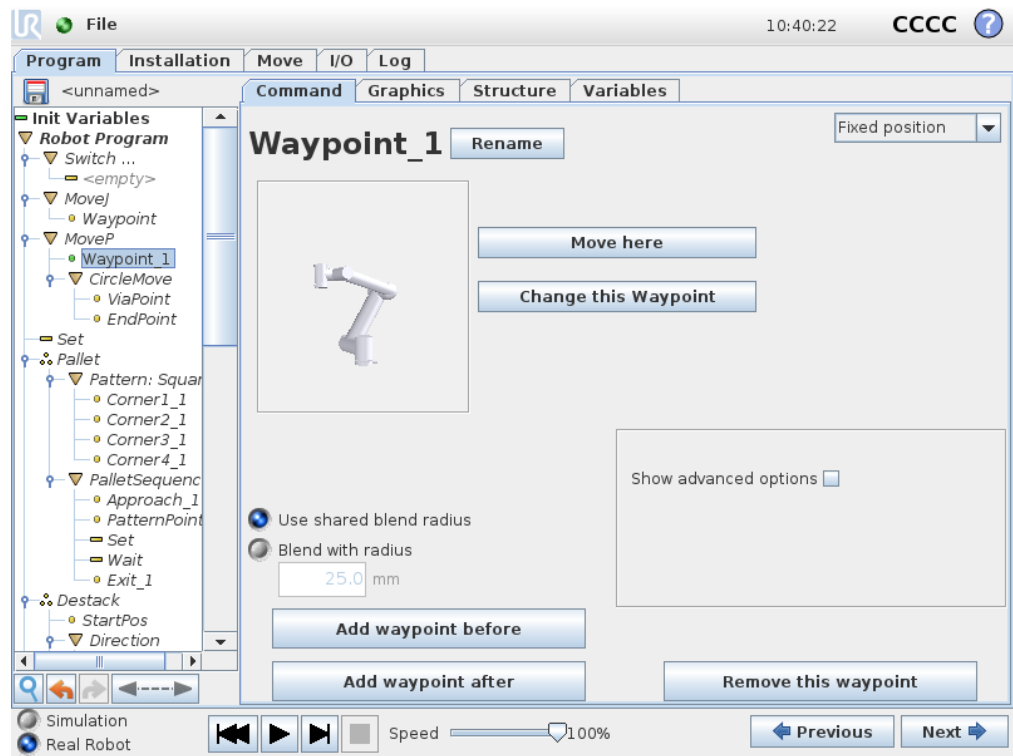 UR File 10:40:22 CCCC ?
Program Installation Move I/O Log
<unnamed>
Command Graphics Structure Variables
Init Variables
Robot Program
Switch ...
<empty>
MoveJ
Waypoint
MoveP
Waypoint_1
CircleMove
ViaPoint
EndPoint
Set
Pallet
Pattern: Squar
Corner1_1
Corner2_1
Corner3_1
Corner4_1
PalletSequenc
Approach_1
PatternPoint
Set
Wait
Exit_1
Destack
StartPos
Direction
Waypoint_1 Rename
Fixed position
Move here
Change this Waypoint
Show advanced options
Use shared blend radius
Blend with radius
25.0 mm
Add waypoint before
Add waypoint after
Remove this waypoint
Simulation
Real Robot
Speed 100%
Previous Next